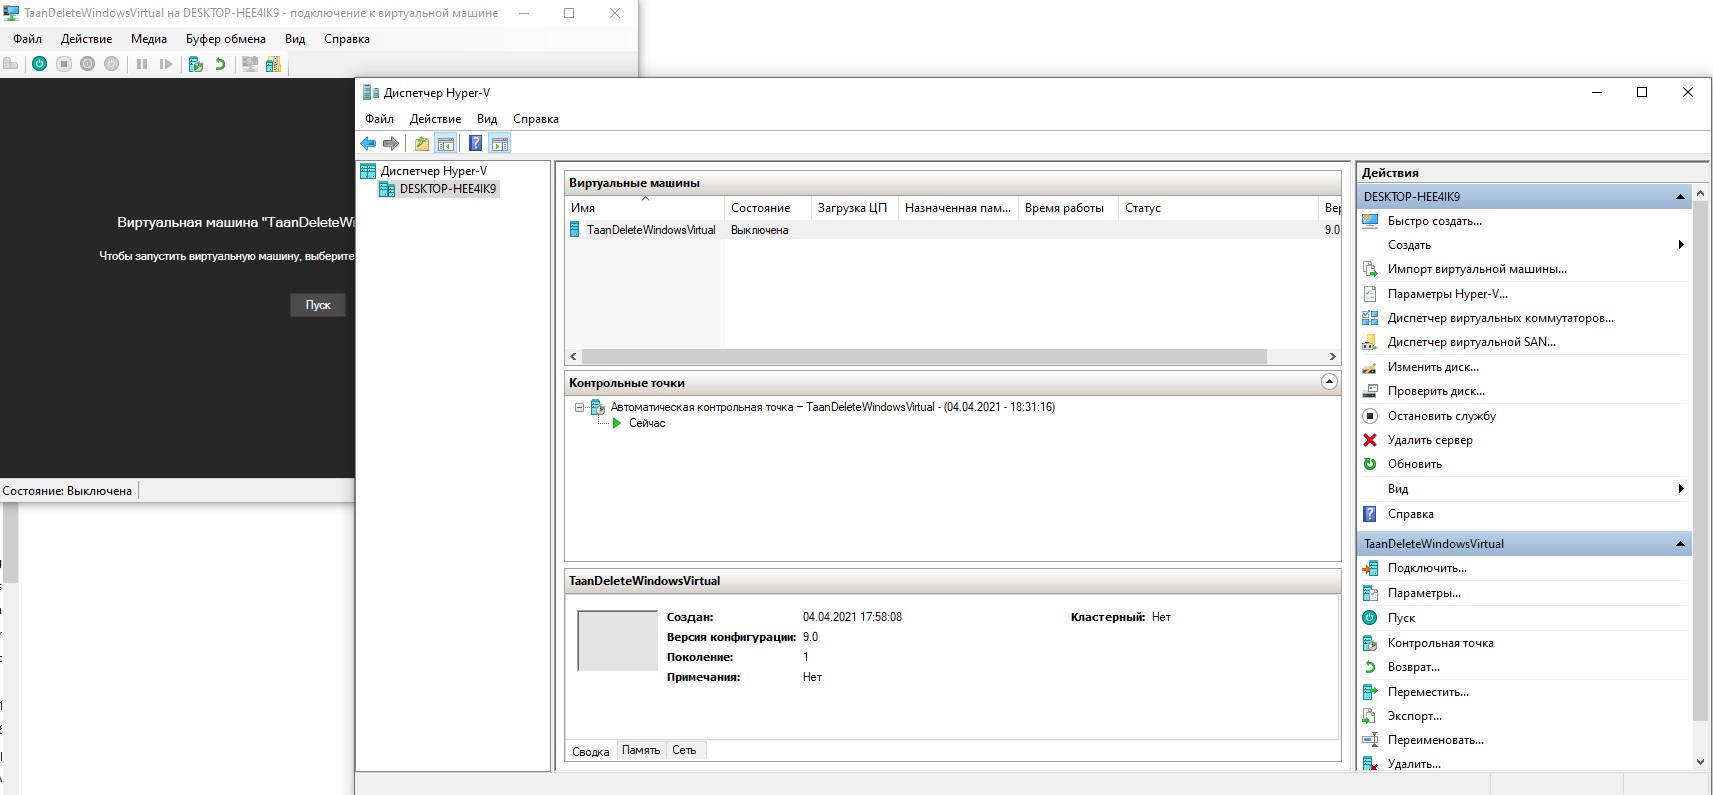 TaanDeleteWindowsVirtual на DESKTOP-HEE4IK9 - подключение к виртуальной машине
Файл Действие Медиа Буфер обмена Вид Справка
Виртуальная машина "TaanDeleteWi
Чтобы запустить виртуальную машину, выберите
Пуск
Состояние: Выключена
Диспетчер Hyper-V
Файл Действие Вид Справка
Диспетчер Hyper-V
DESKTOP-HEE4IK9
Виртуальные машины
Имя Состояние Загрузка ЦП Назначенная пам... Время работы Статус Вер
TaanDeleteWindowsVirtual Выключена 9.0
Контрольные точки
Автоматическая контрольная точка – TaanDeleteWindowsVirtual - (04.04.2021 - 18:31:16)
Сейчас
TaanDeleteWindowsVirtual
Создан: 04.04.2021 17:58:08 Кластерный: Нет
Версия конфигурации: 9.0
Поколение: 1
Примечания: Нет
Сводка Память Сеть
Действия
DESKTOP-HEE4IK9
Быстро создать...
Создать
Импорт виртуальной машины...
Параметры Hyper-V...
Диспетчер виртуальных коммутаторов...
Диспетчер виртуальной SAN...
Изменить диск...
Проверить диск...
Остановить службу
Удалить сервер
Обновить
Вид
Справка
TaanDeleteWindowsVirtual
Подключить...
Параметры...
Пуск
Контрольная точка
Возврат...
Переместить...
Экспорт...
Переименовать...
Удалить...